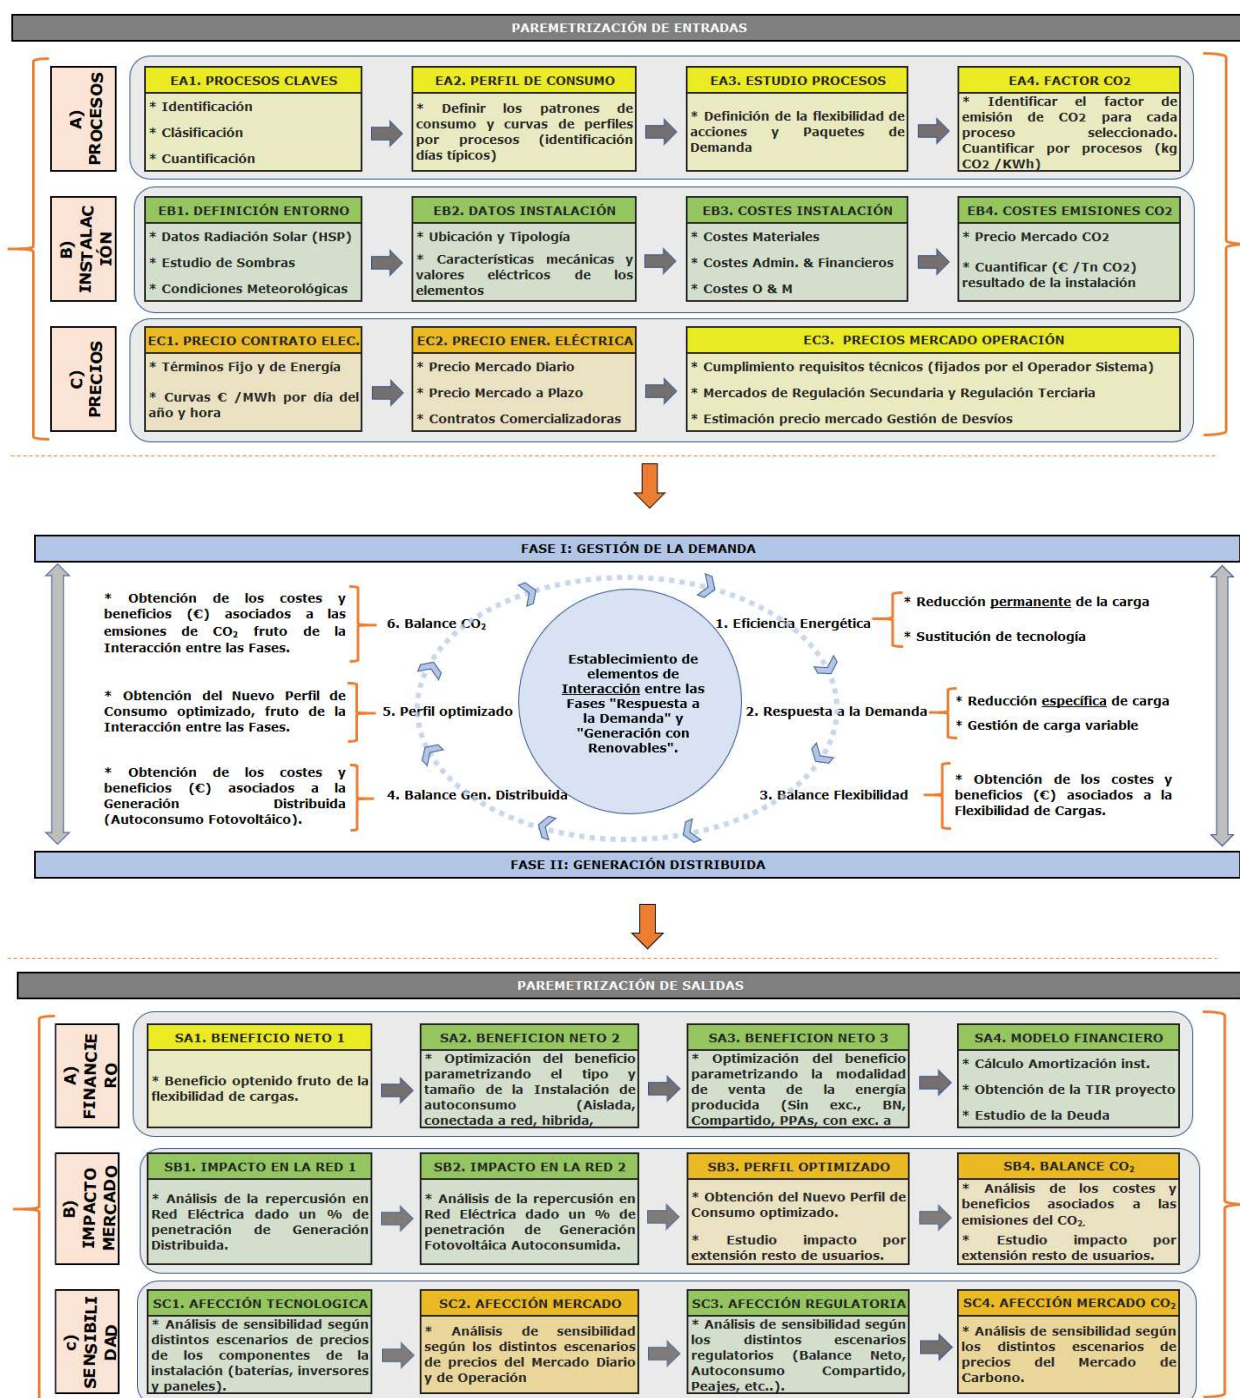 PAREMETRIZACIÓN DE ENTRADAS
A)
PROCESOS
EA1. PROCESOS CLAVES
* Identificación
* Clásificación
* Cuantificación
EA2. PERFIL DE CONSUMO
* Definir los patrones de
consumo y curvas de perfiles
por procesos (identificación
días típicos)
EA3. ESTUDIO PROCESOS
* Definición de la flexibilidad de
acciones y Paquetes de
Demanda
EA4. FACTOR CO2
* Identificar el factor de
emisión de CO2 para cada
proceso seleccionado.
Cuantificar por procesos (kg
CO2 /KWh)
B)
INSTALAC
IÓN
EB1. DEFINICIÓN ENTORNO
* Datos Radiación Solar (HSP)
* Estudio de Sombras
* Condiciones Meteorológicas
EB2. DATOS INSTALACIÓN
* Ubicación y Tipología
* Características mecánicas y
valores eléctricos de los
elementos
EB3. COSTES INSTALACIÓN
* Costes Materiales
* Costes Admin. & Financieros
* Costes O & M
EB4. COSTES EMISIONES CO2
* Precio Mercado CO2
* Cuantificar (€ /Tn CO2)
resultado de la instalación
C)
PRECIOS
EC1. PRECIO CONTRATO ELEC.
* Términos Fijo y de Energía
* Curvas € /MWh por día del
año y hora
EC2. PRECIO ENER. ELÉCTRICA
* Precio Mercado Diario
* Precio Mercado a Plazo
* Contratos Comercializadoras
EC3. PRECIOS MERCADO OPERACIÓN
* Cumplimiento requisitos técnicos (fijados por el Operador Sistema)
* Mercados de Regulación Secundaria y Regulación Terciaria
* Estimación precio mercado Gestión de Desvíos
FASE I: GESTIÓN DE LA DEMANDA
* Obtención de los costes y
beneficios (€) asociados a las
emsiones de CO₂ fruto de la
Interacción entre las Fases.
6. Balance CO₂
1. Eficiencia Energética
* Reducción permanente de la carga
* Sustitución de tecnología
Establecimiento de
elementos de
Interacción entre las
Fases "Respuesta a
la Demanda" y
"Generación con
Renovables".
* Obtención del Nuevo Perfil de
Consumo optimizado, fruto de la
Interacción entre las Fases.
5. Perfil optimizado
2. Respuesta a la Demanda
* Reducción específica de carga
* Gestión de carga variable
* Obtención de los costes y
beneficios (€) asociados a la
Generación Distribuida
(Autoconsumo Fotovoltáico).
4. Balance Gen. Distribuida
3. Balance Flexibilidad
* Obtención de los costes y
beneficios (€) asociados a la
Flexibilidad de Cargas.
FASE II: GENERACIÓN DISTRIBUIDA
PAREMETRIZACIÓN DE SALIDAS
A)
FINANCIE
RO
SA1. BENEFICIO NETO 1
* Beneficio optenido fruto de la
flexibilidad de cargas.
SA2. BENEFICION NETO 2
* Optimización del beneficio
parametrizando el tipo y
tamaño de la Instalación de
autoconsumo (Aislada,
conectada a red, hibrida,
SA3. BENEFICION NETO 3
* Optimización del beneficio
parametrizando la modalidad
de venta de la energía
producida (Sin exc., BN,
Compartido, PPAs, con exc. a
SA4. MODELO FINANCIERO
* Cálculo Amortización inst.
* Obtención de la TIR proyecto
* Estudio de la Deuda
B)
IMPACTO
MERCADO
SB1. IMPACTO EN LA RED 1
* Análisis de la repercusión en
Red Eléctrica dado un % de
penetración de Generación
Distribuida.
SB2. IMPACTO EN LA RED 2
* Análisis de la repercusión en
Red Eléctrica dado un % de
penetración de Generación
Fotovoltáica Autoconsumida.
SB3. PERFIL OPTIMIZADO
* Obtención del Nuevo Perfil de
Consumo optimizado.
* Estudio impacto por
extensión resto de usuarios.
SB4. BALANCE CO₂
* Análisis de los costes y
beneficios asociados a las
emisiones del CO₂.
* Estudio impacto por
extensión resto de usuarios.
c)
SENSIBILI
DAD
SC1. AFECCIÓN TECNOLOGICA
* Análisis de sensibilidad según
distintos escenarios de precios
de los componentes de la
instalación (baterías, inversores
y paneles).
SC2. AFECCIÓN MERCADO
* Análisis de sensibilidad
según los distintos escenarios
de precios del Mercado Diario
y de Operación
SC3. AFECCIÓN REGULATORIA
* Análisis de sensibilidad según
los distintos escenarios
regulatorios (Balance Neto,
Autoconsumo Compartido,
Peajes, etc..).
SC4. AFECCIÓN MERCADO CO₂
* Análisis de sensibilidad según
los distintos escenarios de
precios del Mercado de
Carbono.